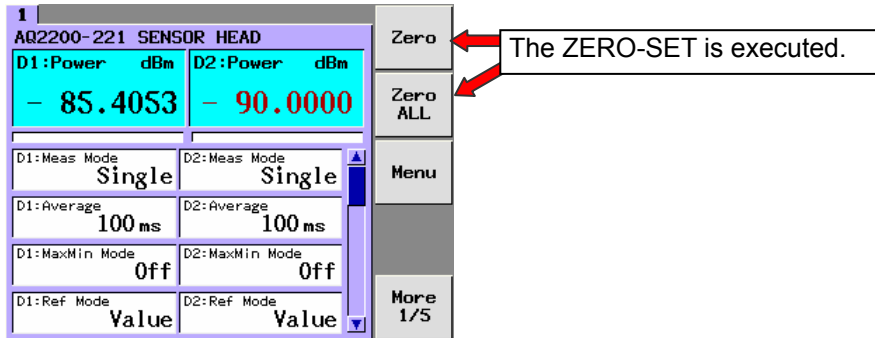 1
AQ2200-221 SENSOR HEAD
D1:Power dBm D2:Power dBm
- 85.4053 - 90.0000
D1:Meas Mode D2:Meas Mode
Single Single
D1:Average D2:Average
100 ms 100 ms
D1:MaxMin Mode D2:MaxMin Mode
Off Off
D1:Ref Mode D2:Ref Mode
Value Value
Zero
Zero
ALL
Menu
More
1/5
The ZERO-SET is executed.